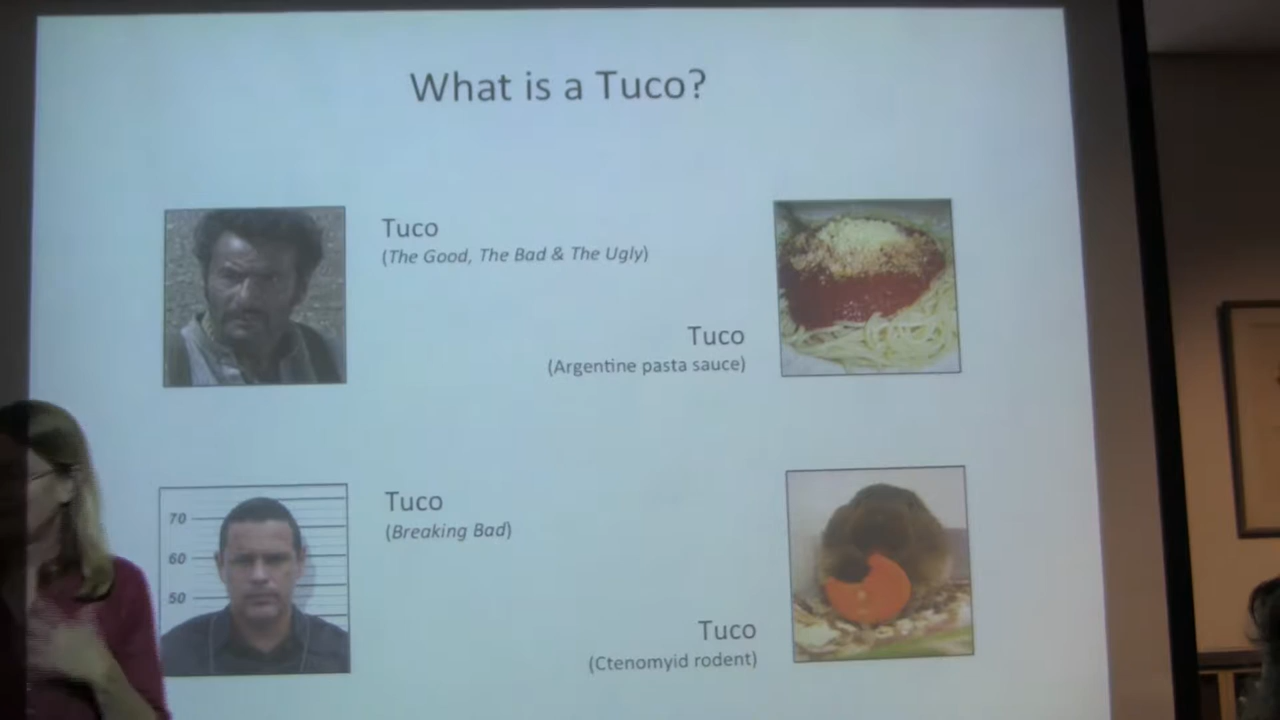 What is a Tuco?
Tuco
(The Good, The Bad & The Ugly)
Tuco
(Argentine pasta sauce)
70
60
50
Tuco
(Breaking Bad)
Tuco
(Ctenomyid rodent)